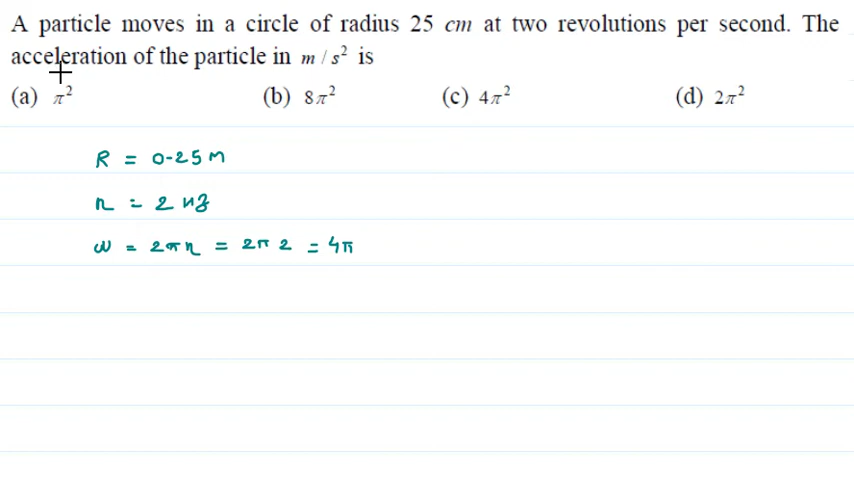 A particle moves in a circle of radius 25 cm at two revolutions per second. The
acceleration of the particle in m / s² is
(a) π² (b) 8π² (c) 4π² (d) 2π²
R = 0.25 m
n = 2 Hz
ω = 2πn = 2π 2 = 4π